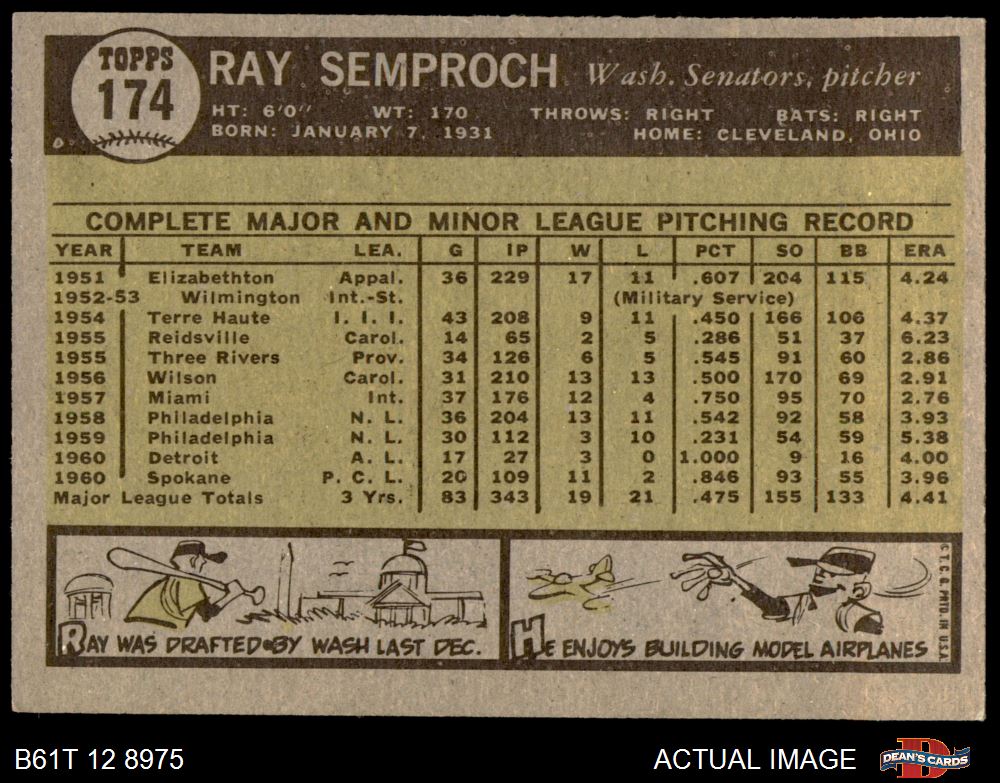 TOPPS
174
RAY SEMPROCH Wash. Senators, pitcher
HT: 6'0" WT: 170 THROWS: RIGHT BATS: RIGHT
BORN: JANUARY 7, 1931 HOME: CLEVELAND, OHIO
COMPLETE MAJOR AND MINOR LEAGUE PITCHING RECORD
YEAR TEAM LEA. G IP W L PCT SO BB ERA
1951 Elizabethton Appal. 36 229 17 11 .607 204 115 4.24
1952-53 Wilmington Int.-St. (Military Service)
1954 Terre Haute I. I. I. 43 208 9 11 .450 166 106 4.37
1955 Reidsville Carol. 14 65 2 5 .286 51 37 6.23
1955 Three Rivers Prov. 34 126 6 5 .545 91 60 2.86
1956 Wilson Carol. 31 210 13 13 .500 170 69 2.91
1957 Miami Int. 37 176 12 4 .750 95 70 2.76
1958 Philadelphia N. L. 36 204 13 11 .542 92 58 3.93
1959 Philadelphia N. L. 30 112 3 10 .231 54 59 5.38
1960 Detroit A. L. 17 27 3 0 1.000 9 16 4.00
1960 Spokane P. C. L. 20 109 11 2 .846 93 55 3.96
Major League Totals 3 Yrs. 83 343 19 21 .475 155 133 4.41
RAY WAS DRAFTED BY WASH LAST DEC.
HE ENJOYS BUILDING MODEL AIRPLANES
© T. C. G. PRTD. IN U.S.A.
B61T 12 8975
ACTUAL IMAGE
DEAN'S CARDS